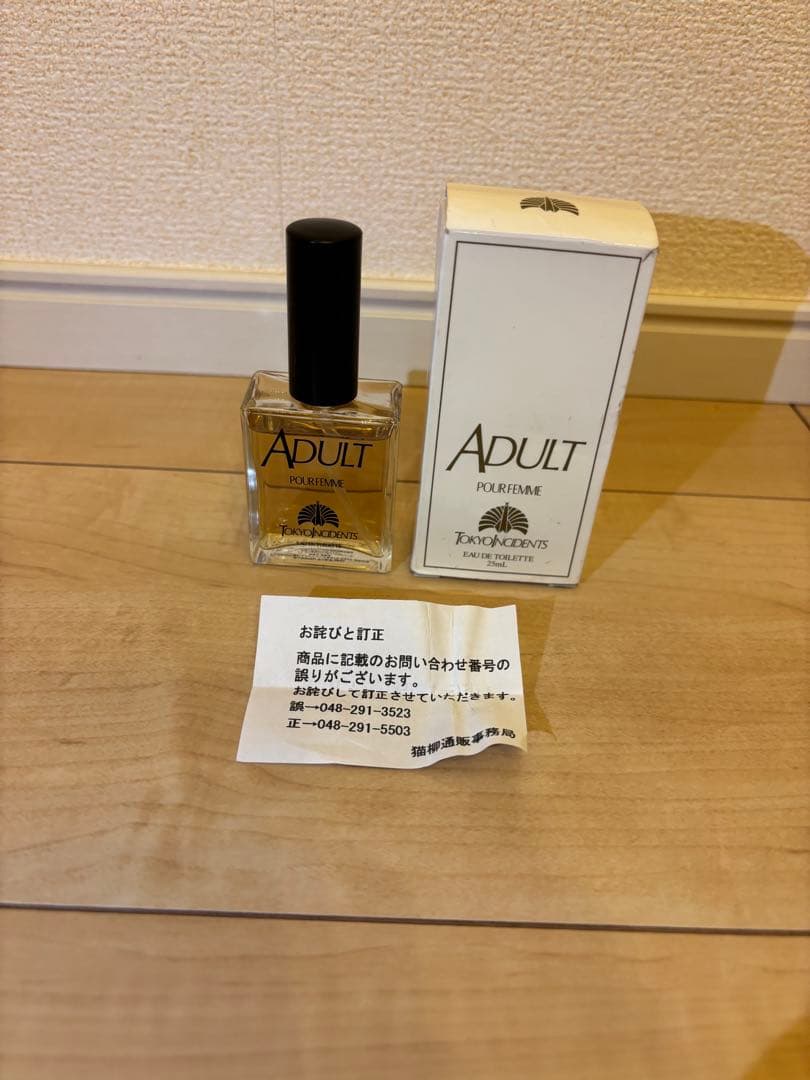 ADULT
POUR FEMME
TOKYO INCIDENTS
EAU DE TOILETTE
ADULT
POUR FEMME
TOKYO INCIDENTS
EAU DE TOILETTE
25mL
お詫びと訂正
商品に記載のお問い合わせ番号の
誤りがございます。
お詫びして訂正させていただきます。
誤→048-291-3523
正→048-291-5503
猫柳通販事務局